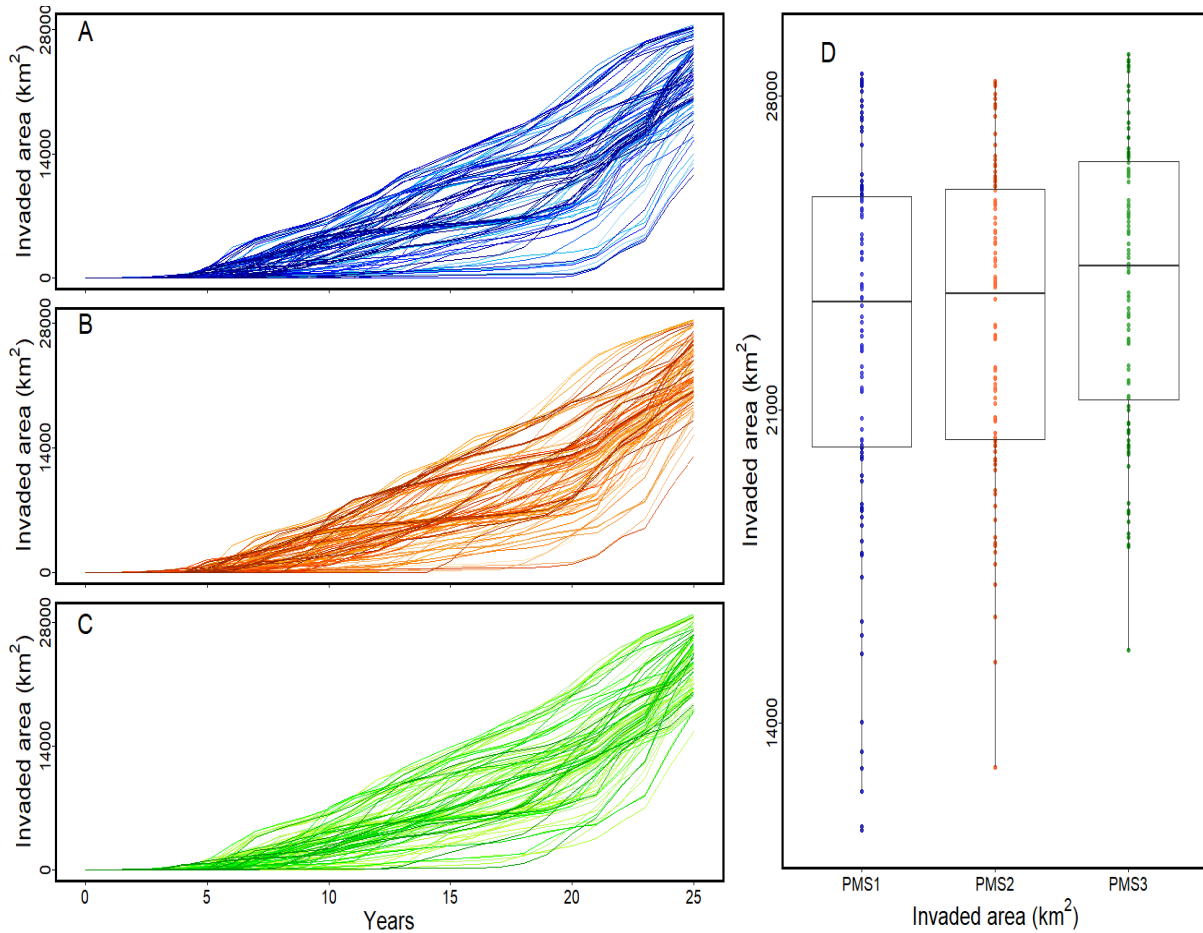 A
Invaded area (km²)
28000
14000
0
B
Invaded area (km²)
28000
14000
0
C
Invaded area (km²)
28000
14000
0
0 5 10 15 20 25
Years
D
Invaded area (km²)
280000
21000
14000
PMS1 PMS2 PMS3
Invaded area (km²)